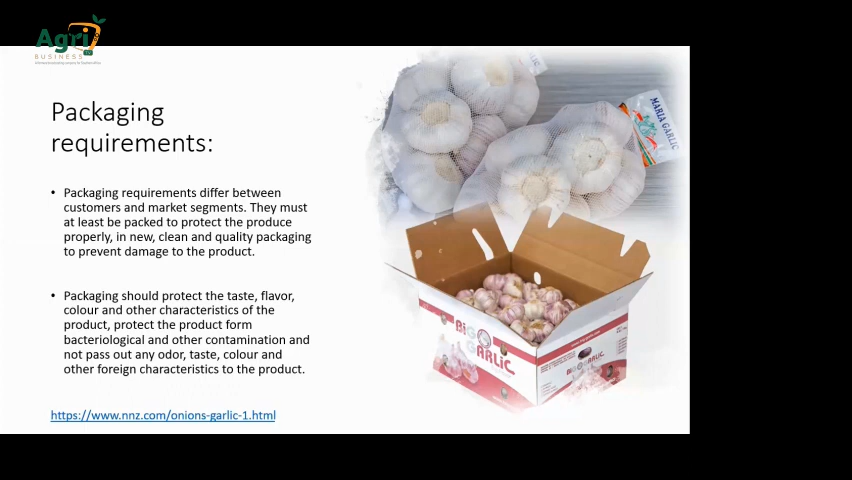 Agri
BUSINESS
Packaging
requirements:
• Packaging requirements differ between
customers and market segments. They must
at least be packed to protect the produce
properly, in new, clean and quality packaging
to prevent damage to the product.
• Packaging should protect the taste, flavor,
colour and other characteristics of the
product, protect the product form
bacteriological and other contamination and
not pass out any odor, taste, colour and
other foreign characteristics to the product.
https://www.nnz.com/onions-garlic-1.html
MARIA GARLIC
BIG
GARLIC